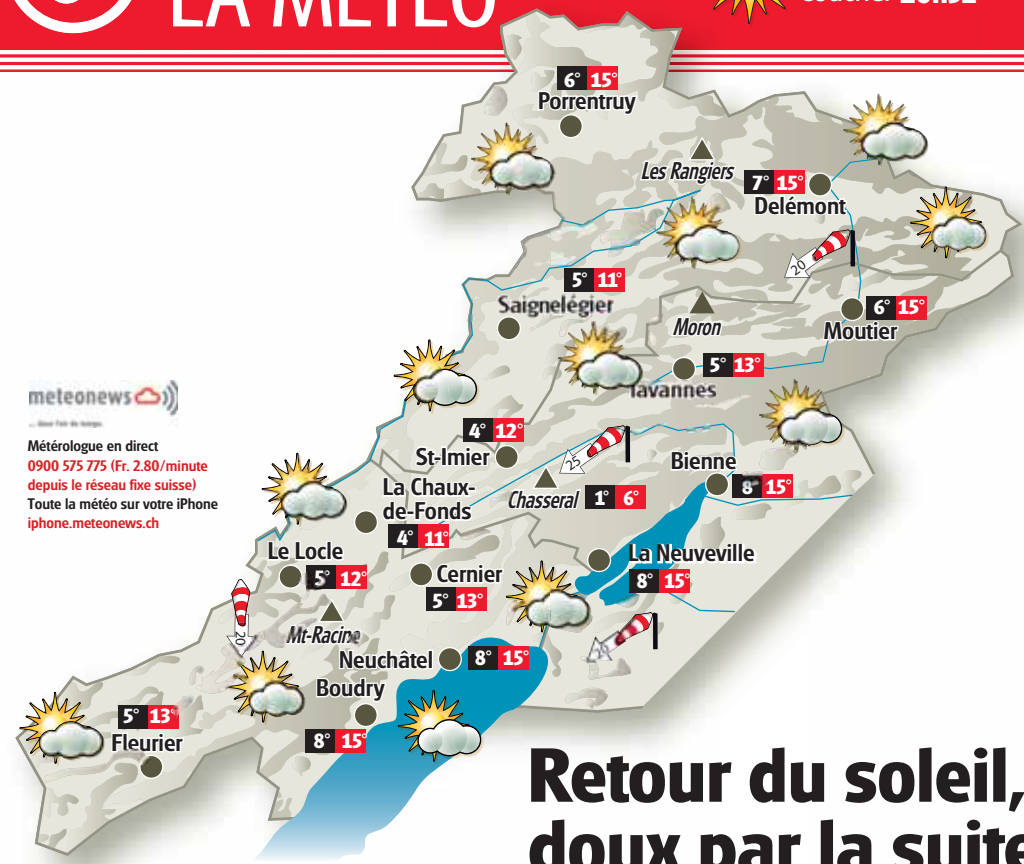 LA MÉTÉO
6° 15°
Porrentruy
Les Rangiers
7° 15°
Delémont
20
5° 11°
Saignelégier
Moron
6° 15°
Moutier
5° 13°
Tavannes
4° 12°
St-Imier
25
Bienne
8° 15°
Chasseral 1° 6°
meteonews
Météorologue en direct
0900 575 775 (Fr. 2.80/minute
depuis le réseau fixe suisse)
Toute la météo sur votre iPhone
iphone.meteonews.ch
La Chaux-
de-Fonds
4° 11°
Le Locle
5° 12°
Cernier
5° 13°
La Neuveville
8° 15°
20
Mt-Racine
Neuchâtel 8° 15°
20
Boudry
8° 15°
5° 13°
Fleurier
Retour du soleil,
doux par la suite